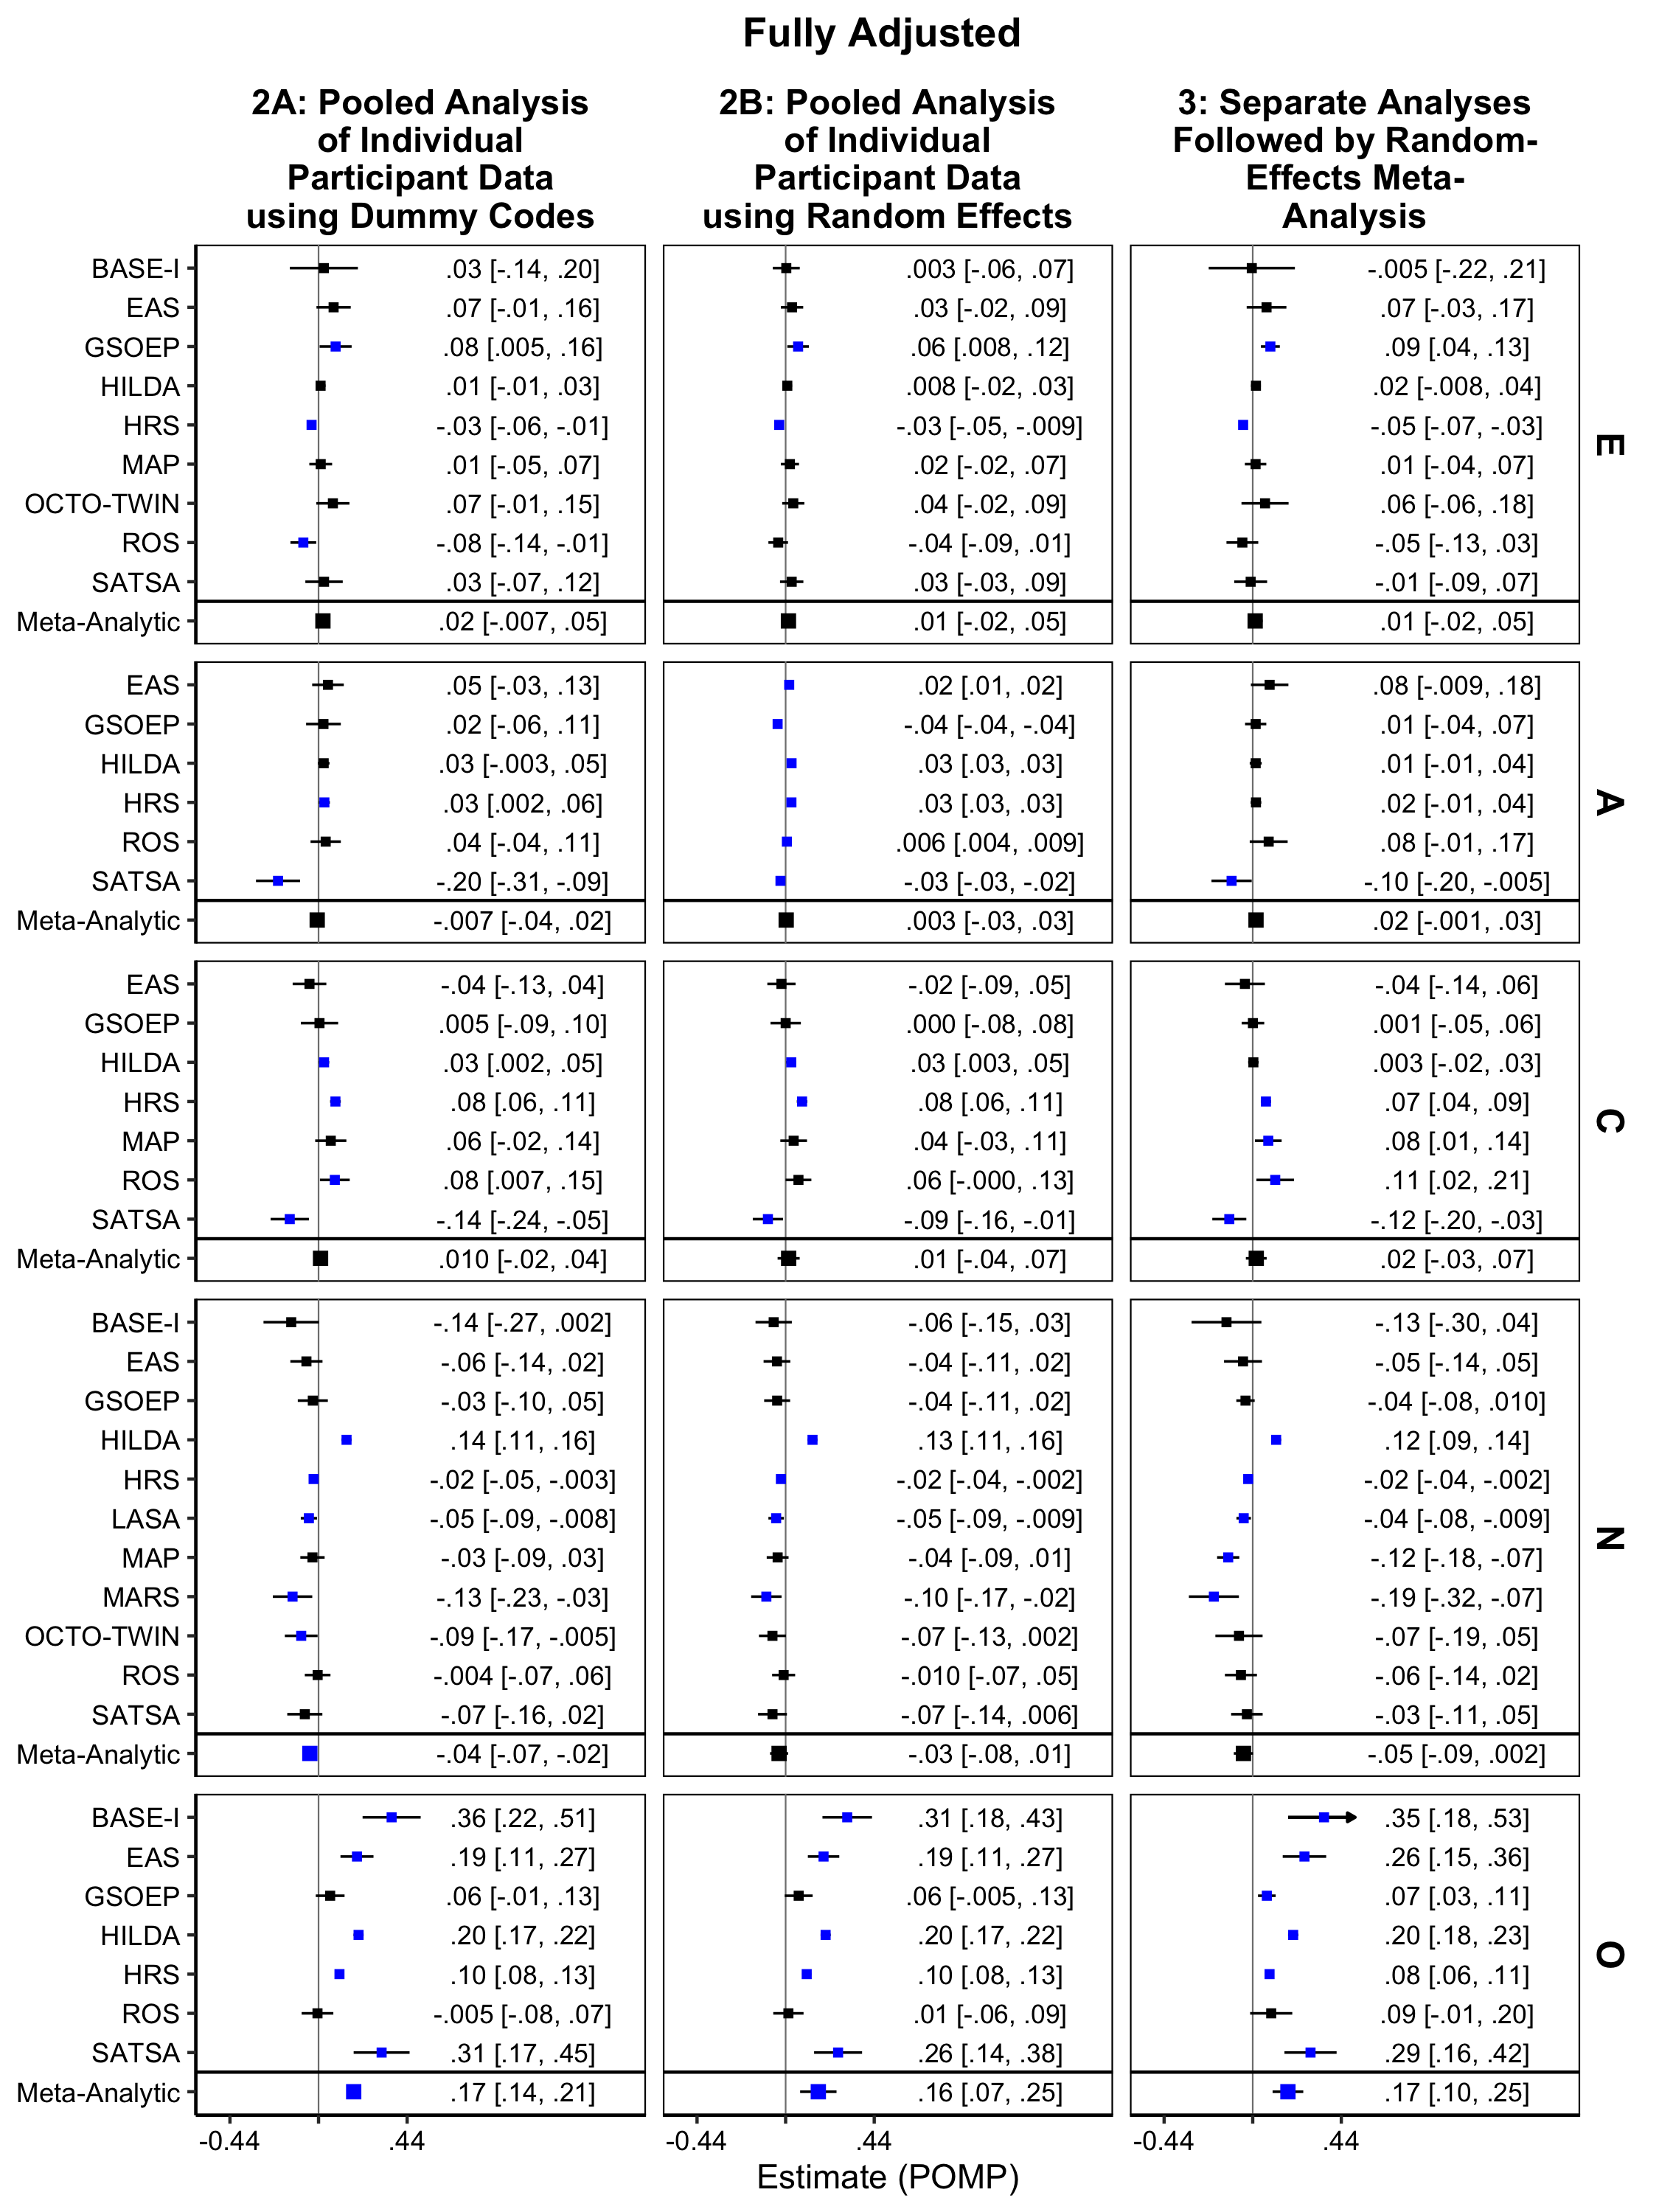 Fully Adjusted
2A: Pooled Analysis
of Individual
Participant Data
using Dummy Codes
2B: Pooled Analysis
of Individual
Participant Data
using Random Effects
3: Separate Analyses
Followed by Random-
Effects Meta-
Analysis
E
BASE-I .03 [-.14, .20] .003 [-.06, .07] -.005 [-.22, .21]
EAS .07 [-.01, .16] .03 [-.02, .09] .07 [-.03, .17]
GSOEP .08 [.005, .16] .06 [.008, .12] .09 [.04, .13]
HILDA .01 [-.01, .03] .008 [-.02, .03] .02 [-.008, .04]
HRS -.03 [-.06, -.01] -.03 [-.05, -.009] -.05 [-.07, -.03]
MAP .01 [-.05, .07] .02 [-.02, .07] .01 [-.04, .07]
OCTO-TWIN .07 [-.01, .15] .04 [-.02, .09] .06 [-.06, .18]
ROS -.08 [-.14, -.01] -.04 [-.09, .01] -.05 [-.13, .03]
SATSA .03 [-.07, .12] .03 [-.03, .09] -.01 [-.09, .07]
Meta-Analytic .02 [-.007, .05] .01 [-.02, .05] .01 [-.02, .05]
A
EAS .05 [-.03, .13] .02 [.01, .02] .08 [-.009, .18]
GSOEP .02 [-.06, .11] -.04 [-.04, -.04] .01 [-.04, .07]
HILDA .03 [-.003, .05] .03 [.03, .03] .01 [-.01, .04]
HRS .03 [.002, .06] .03 [.03, .03] .02 [-.01, .04]
ROS .04 [-.04, .11] .006 [.004, .009] .08 [-.01, .17]
SATSA -.20 [-.31, -.09] -.03 [-.03, -.02] -.10 [-.20, -.005]
Meta-Analytic -.007 [-.04, .02] .003 [-.03, .03] .02 [-.001, .03]
C
EAS -.04 [-.13, .04] -.02 [-.09, .05] -.04 [-.14, .06]
GSOEP .005 [-.09, .10] .000 [-.08, .08] .001 [-.05, .06]
HILDA .03 [.002, .05] .03 [.003, .05] .003 [-.02, .03]
HRS .08 [.06, .11] .08 [.06, .11] .07 [.04, .09]
MAP .06 [-.02, .14] .04 [-.03, .11] .08 [.01, .14]
ROS .08 [.007, .15] .06 [-.000, .13] .11 [.02, .21]
SATSA -.14 [-.24, -.05] -.09 [-.16, -.01] -.12 [-.20, -.03]
Meta-Analytic .010 [-.02, .04] .01 [-.04, .07] .02 [-.03, .07]
N
BASE-I -.14 [-.27, .002] -.06 [-.15, .03] -.13 [-.30, .04]
EAS -.06 [-.14, .02] -.04 [-.11, .02] -.05 [-.14, .05]
GSOEP -.03 [-.10, .05] -.04 [-.11, .02] -.04 [-.08, .010]
HILDA .14 [.11, .16] .13 [.11, .16] .12 [.09, .14]
HRS -.02 [-.05, -.003] -.02 [-.04, -.002] -.02 [-.04, -.002]
LASA -.05 [-.09, -.008] -.05 [-.09, -.009] -.04 [-.08, -.009]
MAP -.03 [-.09, .03] -.04 [-.09, .01] -.12 [-.18, -.07]
MARS -.13 [-.23, -.03] -.10 [-.17, -.02] -.19 [-.32, -.07]
OCTO-TWIN -.09 [-.17, -.005] -.07 [-.13, .002] -.07 [-.19, .05]
ROS -.004 [-.07, .06] -.010 [-.07, .05] -.06 [-.14, .02]
SATSA -.07 [-.16, .02] -.07 [-.14, .006] -.03 [-.11, .05]
Meta-Analytic -.04 [-.07, -.02] -.03 [-.08, .01] -.05 [-.09, .002]
O
BASE-I .36 [.22, .51] .31 [.18, .43] .35 [.18, .53]
EAS .19 [.11, .27] .19 [.11, .27] .26 [.15, .36]
GSOEP .06 [-.01, .13] .06 [-.005, .13] .07 [.03, .11]
HILDA .20 [.17, .22] .20 [.17, .22] .20 [.18, .23]
HRS .10 [.08, .13] .10 [.08, .13] .08 [.06, .11]
ROS -.005 [-.08, .07] .01 [-.06, .09] .09 [-.01, .20]
SATSA .31 [.17, .45] .26 [.14, .38] .29 [.16, .42]
Meta-Analytic .17 [.14, .21] .16 [.07, .25] .17 [.10, .25]
-0.44 .44 -0.44 .44 -0.44 .44
Estimate (POMP)